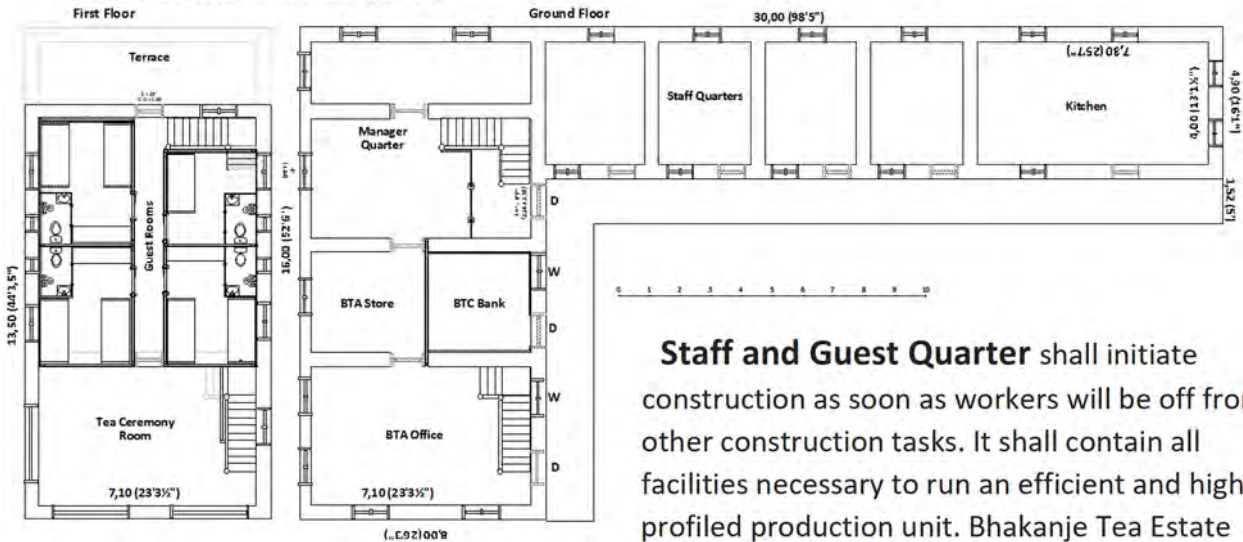 First Floor
Ground Floor
30,00 (98'5")
Terrace
7,80 (25'7")
Staff Quarters
Kitchen
4,90 (16'1")
Manager
Quarter
1,52 (5')
D
Guest Rooms
16,00 (52'6")
13,50 (44'3,5")
W
BTA Store
BTC Bank
D
0 1 2 3 4 5 6 7 8 9 10
Staff and Guest Quarter shall initiate
construction as soon as workers will be off from
other construction tasks. It shall contain all
facilities necessary to run an efficient and high
profiled production unit. Bhakanje Tea Estate
W
Tea Ceremony
Room
BTA Office
D
7,10 (23'3½")
7,10 (23'3½")
8,00 (26'3")